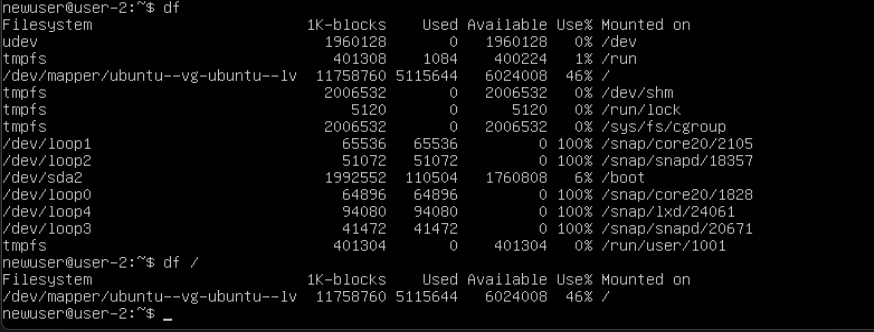 newuser@user-2:~$ df
Filesystem                        1K-blocks    Used Available Use% Mounted on
udev                                1960128       0   1960128   0% /dev
tmpfs                                401308    1084    400224   1% /run
/dev/mapper/ubuntu--vg-ubuntu--lv  11758760 5115644   6024008  46% /
tmpfs                               2006532       0   2006532   0% /dev/shm
tmpfs                                  5120       0      5120   0% /run/lock
tmpfs                               2006532       0   2006532   0% /sys/fs/cgroup
/dev/loop1                            65536   65536         0 100% /snap/core20/2105
/dev/loop2                            51072   51072         0 100% /snap/snapd/18357
/dev/sda2                           1992552  110504   1760808   6% /boot
/dev/loop0                            64896   64896         0 100% /snap/core20/1828
/dev/loop4                            94080   94080         0 100% /snap/lxd/24061
/dev/loop3                            41472   41472         0 100% /snap/snapd/20671
tmpfs                                401304       0    401304   0% /run/user/1001
newuser@user-2:~$ df /
Filesystem                        1K-blocks    Used Available Use% Mounted on
/dev/mapper/ubuntu--vg-ubuntu--lv  11758760 5115644   6024008  46% /
newuser@user-2:~$ _